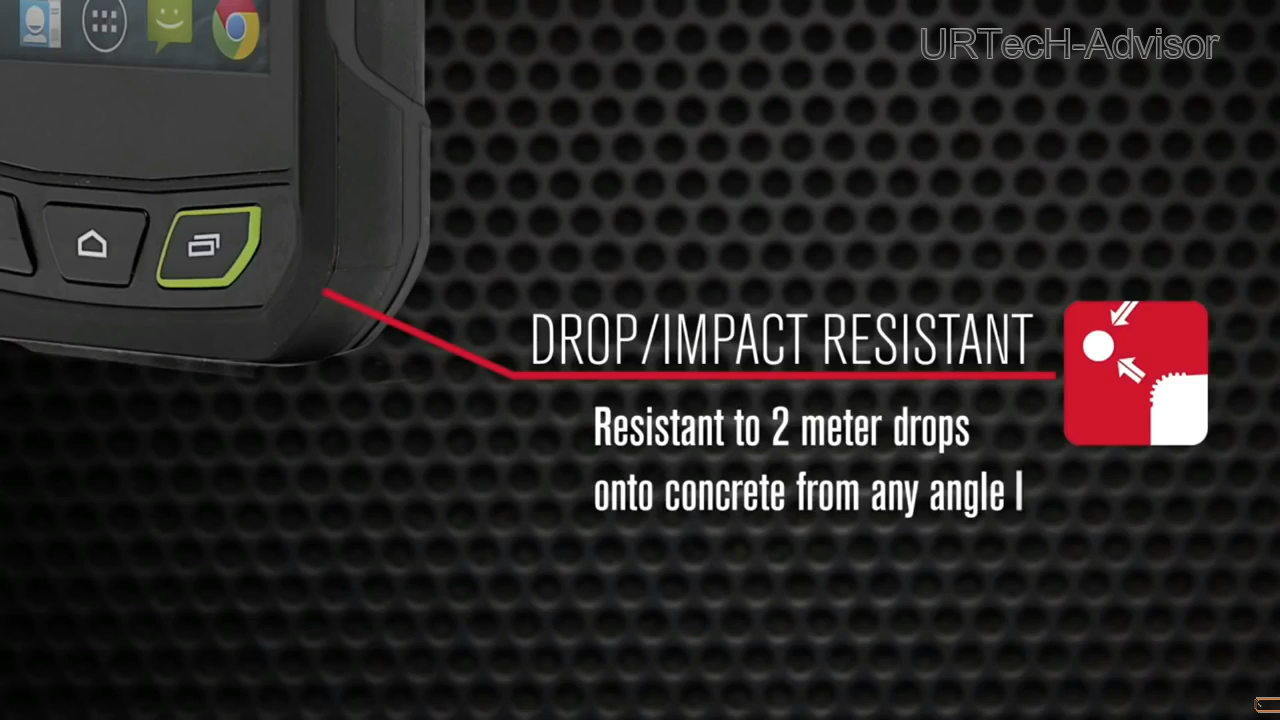 URTecH-Advisor
DROP/IMPACT RESISTANT
Resistant to 2 meter drops
onto concrete from any angle |